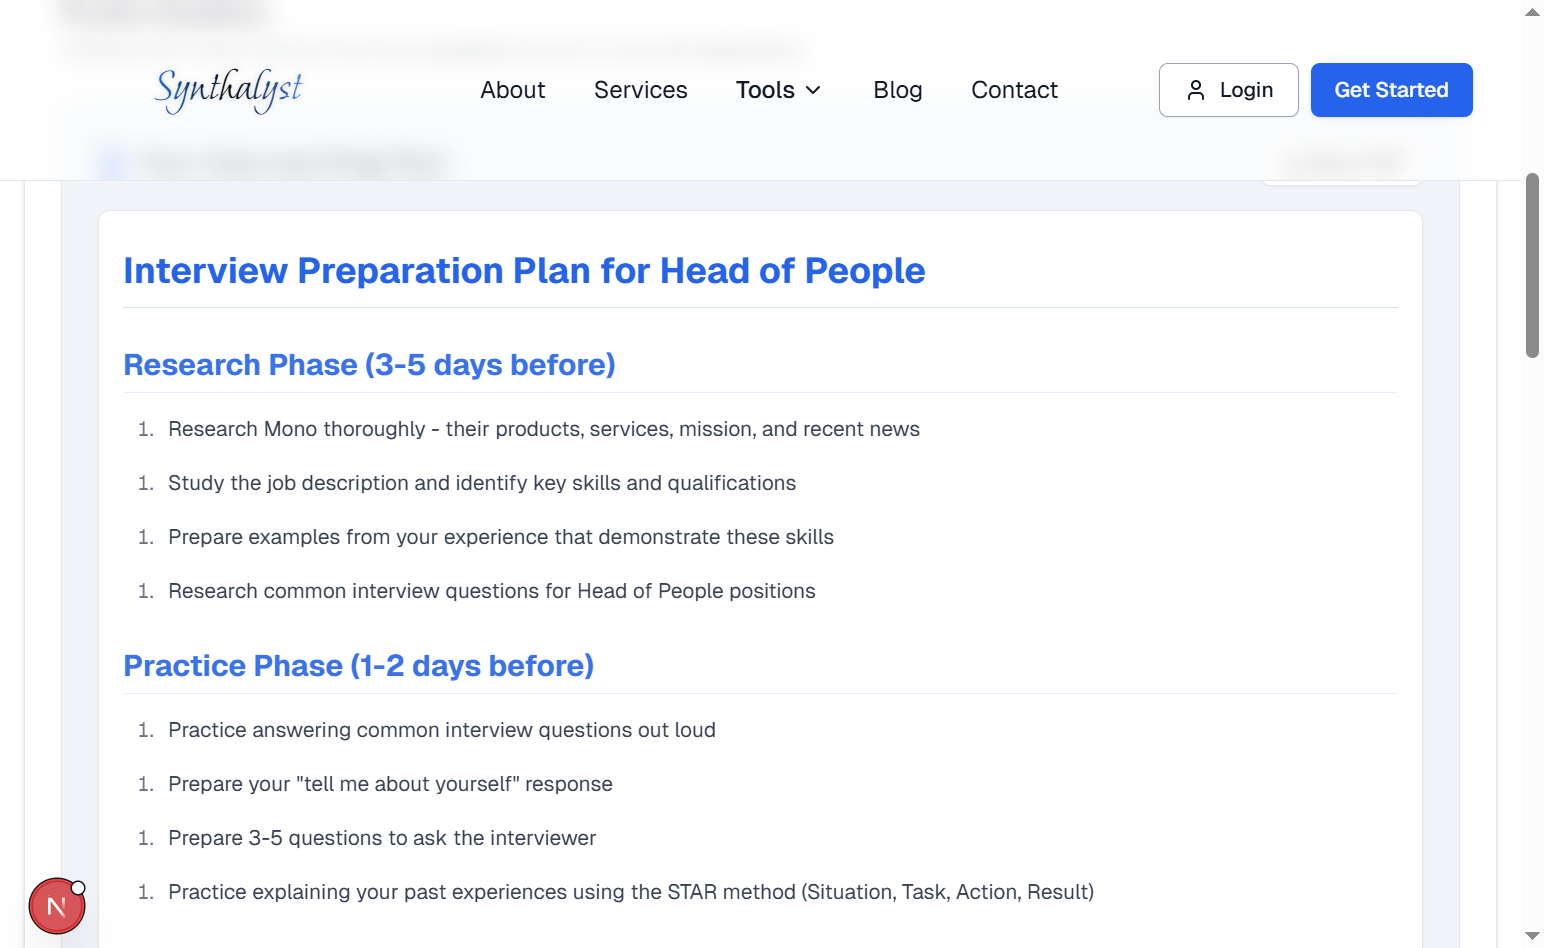 Synthalyst
About
Services
Tools
Blog
Contact
Login
Get Started
Interview Preparation Plan for Head of People
Research Phase (3-5 days before)
1. Research Mono thoroughly - their products, services, mission, and recent news
1. Study the job description and identify key skills and qualifications
1. Prepare examples from your experience that demonstrate these skills
1. Research common interview questions for Head of People positions
Practice Phase (1-2 days before)
1. Practice answering common interview questions out loud
1. Prepare your "tell me about yourself" response
1. Prepare 3-5 questions to ask the interviewer
1. Practice explaining your past experiences using the STAR method (Situation, Task, Action, Result)
N